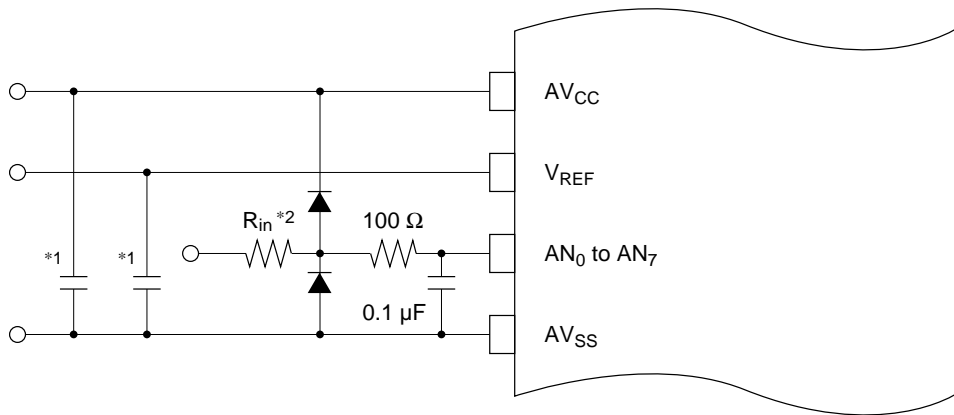 AVCC
VREF
Rin *2
100 Ω
*1
*1
AN0 to AN7
0.1 µF
AVSS